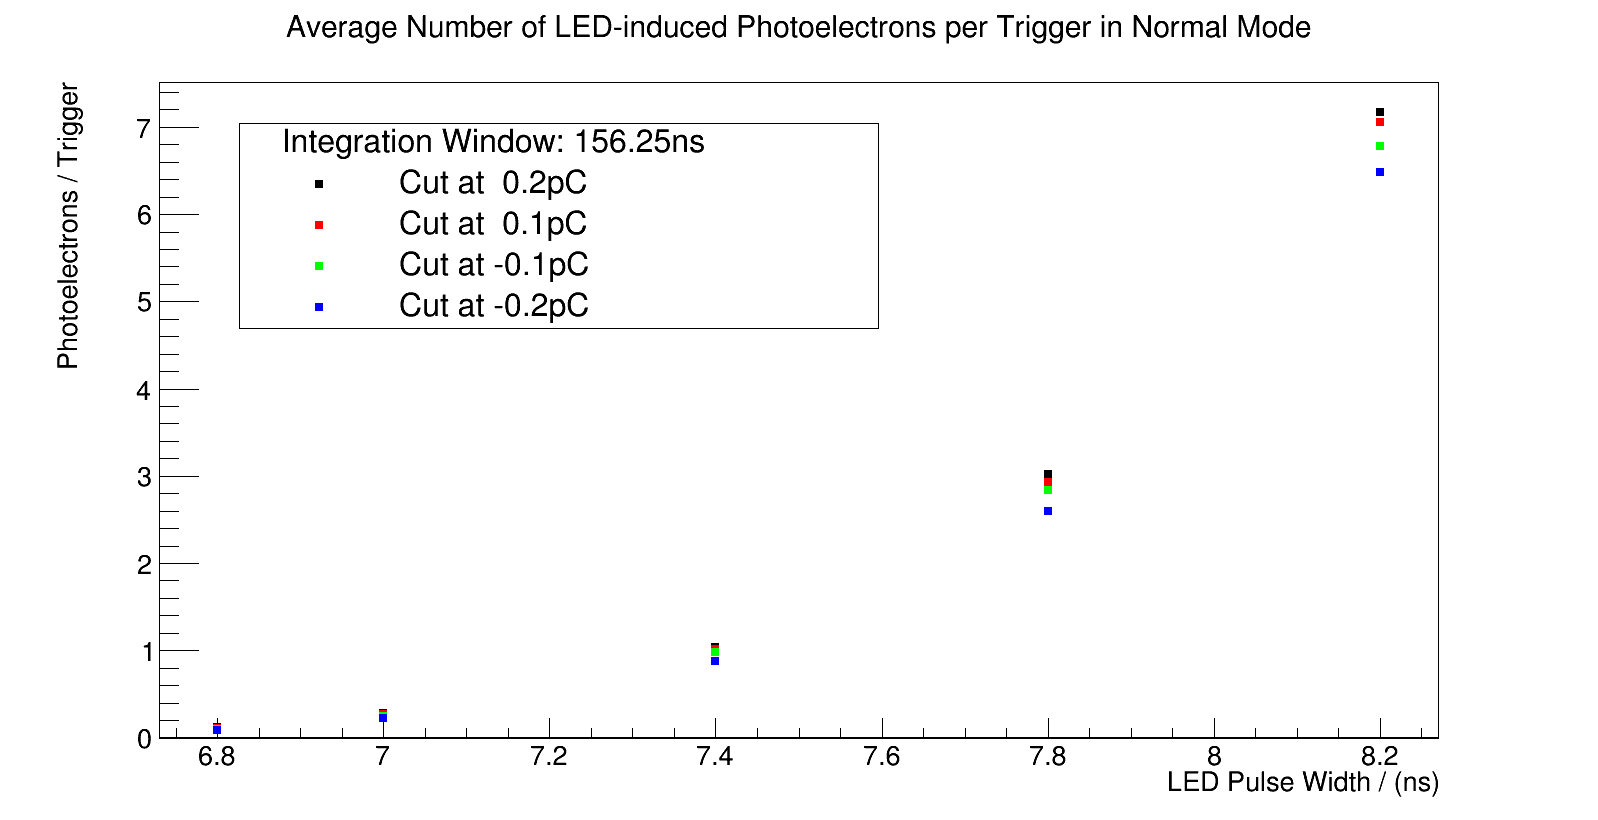 Average Number of LED-induced Photoelectrons per Trigger in Normal Mode
Photoelectrons / Trigger
7
6
5
4
3
2
1
0
Integration Window: 156.25ns
Cut at  0.2pC
Cut at  0.1pC
Cut at -0.1pC
Cut at -0.2pC
6.8 7 7.2 7.4 7.6 7.8 8 8.2
LED Pulse Width / (ns)